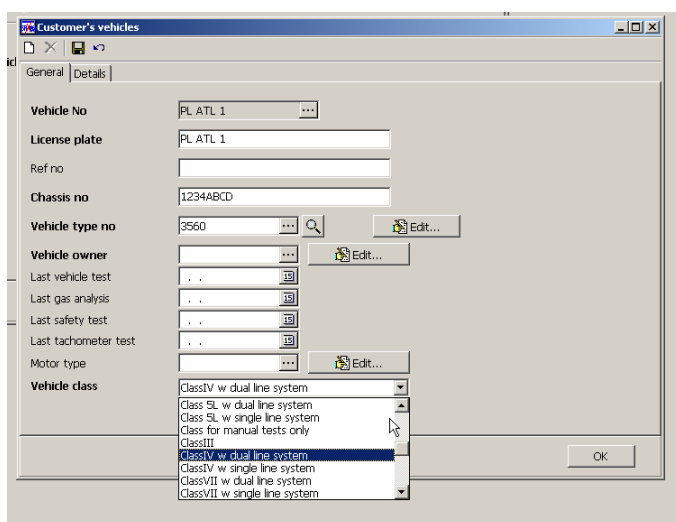 Customer's vehicles
General Details
Vehicle No PL ATL 1 ...
License plate PL ATL 1
Ref no
Chassis no 1234ABCD
Vehicle type no 3560 ... Edit...
Vehicle owner ... Edit...
Last vehicle test . . 15
Last gas analysis . . 15
Last safety test . . 15
Last tachometer test . . 15
Motor type ... Edit...
Vehicle class ClassIV w dual line system
Class 5L w dual line system
Class 5L w single line system
Class for manual tests only
ClassIII
ClassIV w dual line system
ClassIV w single line system
ClassVII w dual line system
ClassVII w single line system
OK